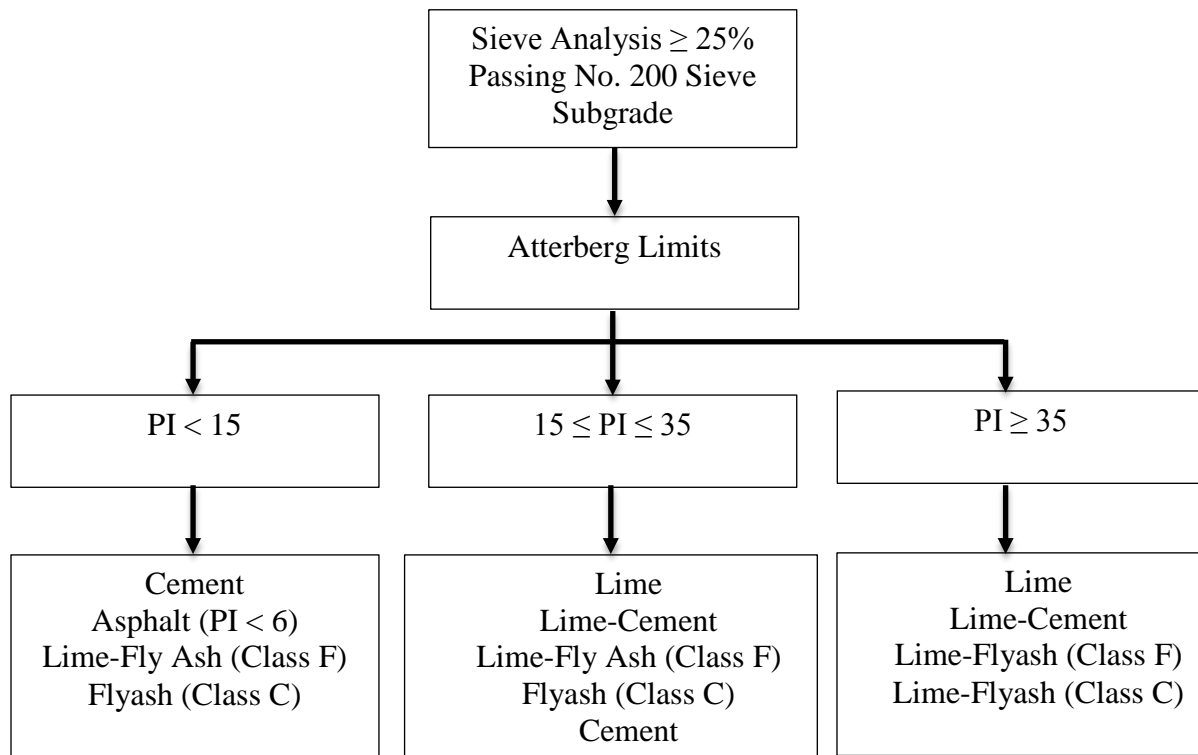 Sieve Analysis ≥ 25%
Passing No. 200 Sieve
Subgrade
Atterberg Limits
PI < 15
15 ≤ PI ≤ 35
PI ≥ 35
Cement
Asphalt (PI < 6)
Lime-Fly Ash (Class F)
Flyash (Class C)
Lime
Lime-Cement
Lime-Fly Ash (Class F)
Flyash (Class C)
Cement
Lime
Lime-Cement
Lime-Flyash (Class F)
Lime-Flyash (Class C)